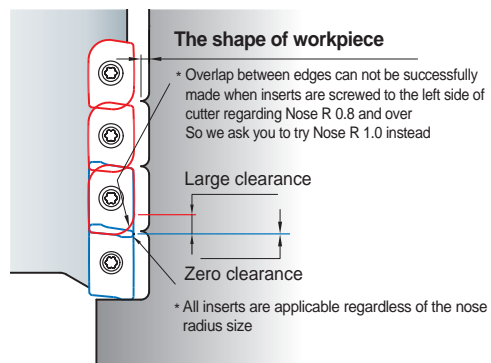 The shape of workpiece
* Overlap between edges can not be successfully
made when inserts are screwed to the left side of
cutter regarding Nose R 0.8 and over
So we ask you to try Nose R 1.0 instead
Large clearance
Zero clearance
* All inserts are applicable regardless of the nose
radius size